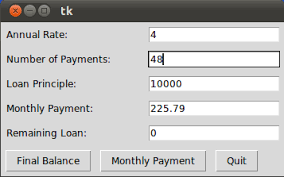 tk
Annual Rate: 4
Number of Payments: 48
Loan Principle: 10000
Monthly Payment: 225.79
Remaining Loan: 0
Final Balance Monthly Payment Quit